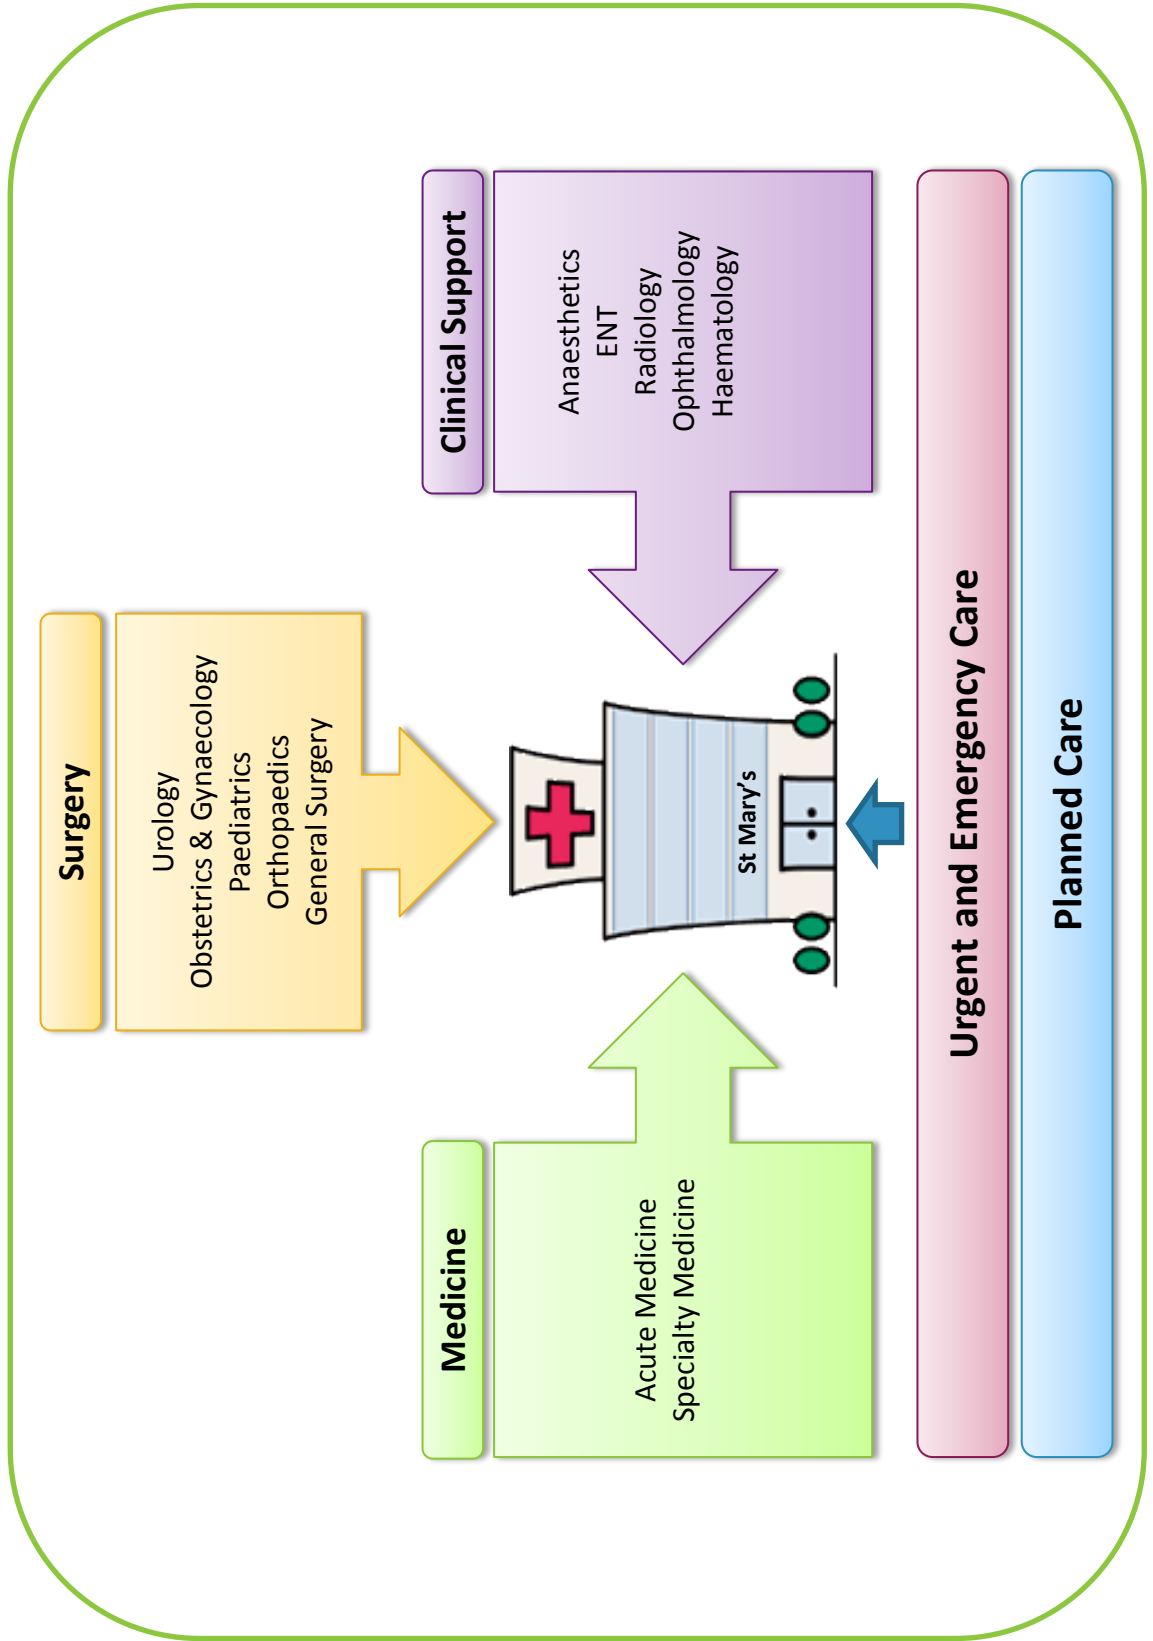 Surgery
Urology
Obstetrics & Gynaecology
Paediatrics
Orthopaedics
General Surgery
Medicine
Acute Medicine
Specialty Medicine
St Mary's
Clinical Support
Anaesthetics
ENT
Radiology
Ophthalmology
Haematology
Urgent and Emergency Care
Planned Care